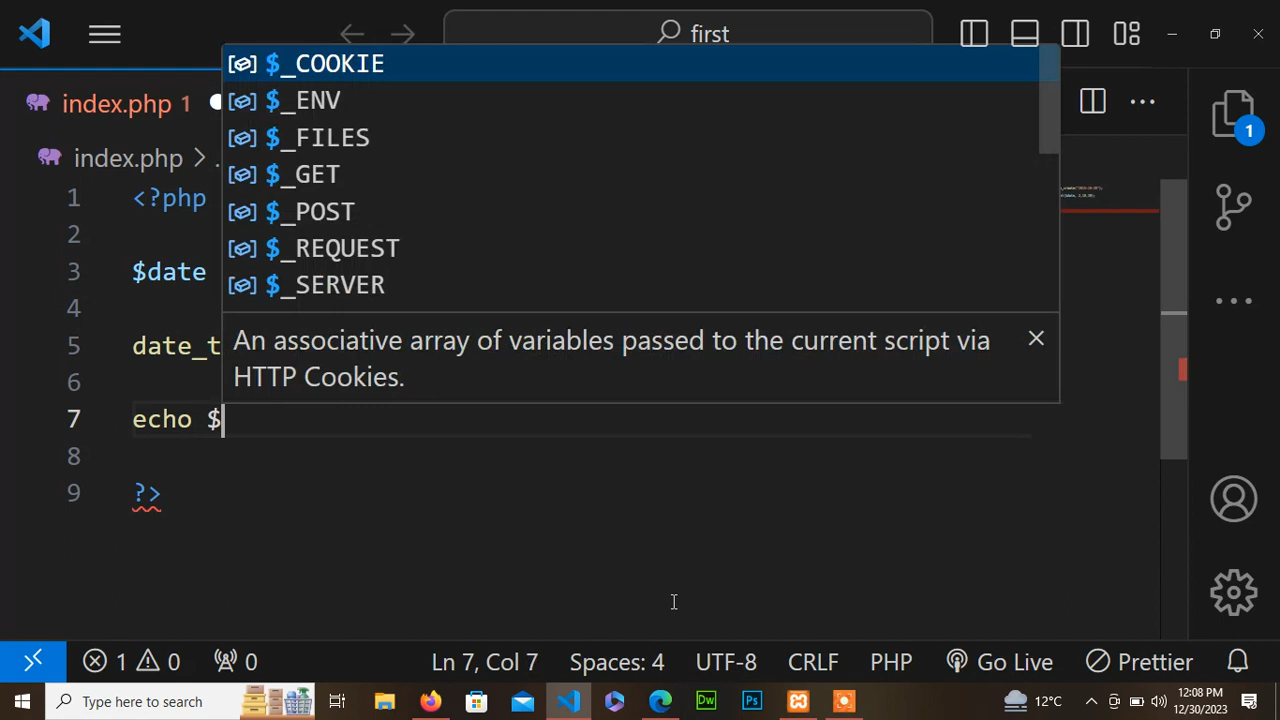 first
$_COOKIE
$_ENV
$_FILES
$_GET
$_POST
$_REQUEST
$_SERVER
An associative array of variables passed to the current script via
HTTP Cookies.
index.php 1
1
index.php > .
1 <?php
2
3 $date
4
5 date_t
6
7 echo $
8
9 ?>
1 0 0 Ln 7, Col 7 Spaces: 4 UTF-8 CRLF PHP Go Live Prettier
Type here to search
Dw
Ps
12°C
12:08 PM
12/30/2023